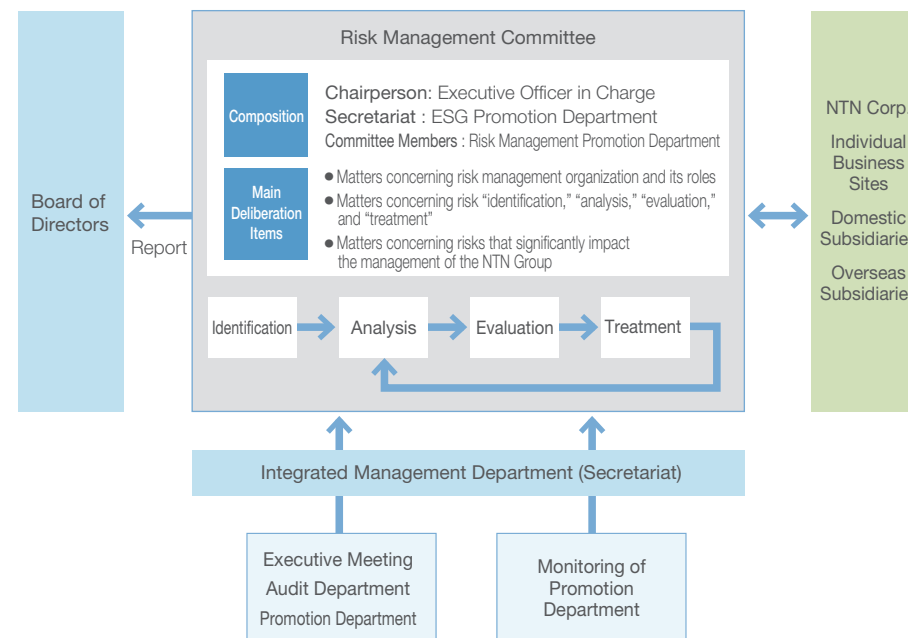 Risk Management Committee
Composition
Chairperson: Executive Officer in Charge
Secretariat : ESG Promotion Department
Committee Members : Risk Management Promotion Department
Main
Deliberation
Items
● Matters concerning risk management organization and its roles
● Matters concerning risk “identification,” “analysis,” “evaluation,”
and “treatment”
● Matters concerning risks that significantly impact
the management of the NTN Group
Identification
Analysis
Evaluation
Treatment
Board of
Directors
Report
NTN Corp.
Individual
Business
Sites
Domestic
Subsidiarie
Overseas
Subsidiarie
Integrated Management Department (Secretariat)
Executive Meeting
Audit Department
Promotion Department
Monitoring of
Promotion
Department